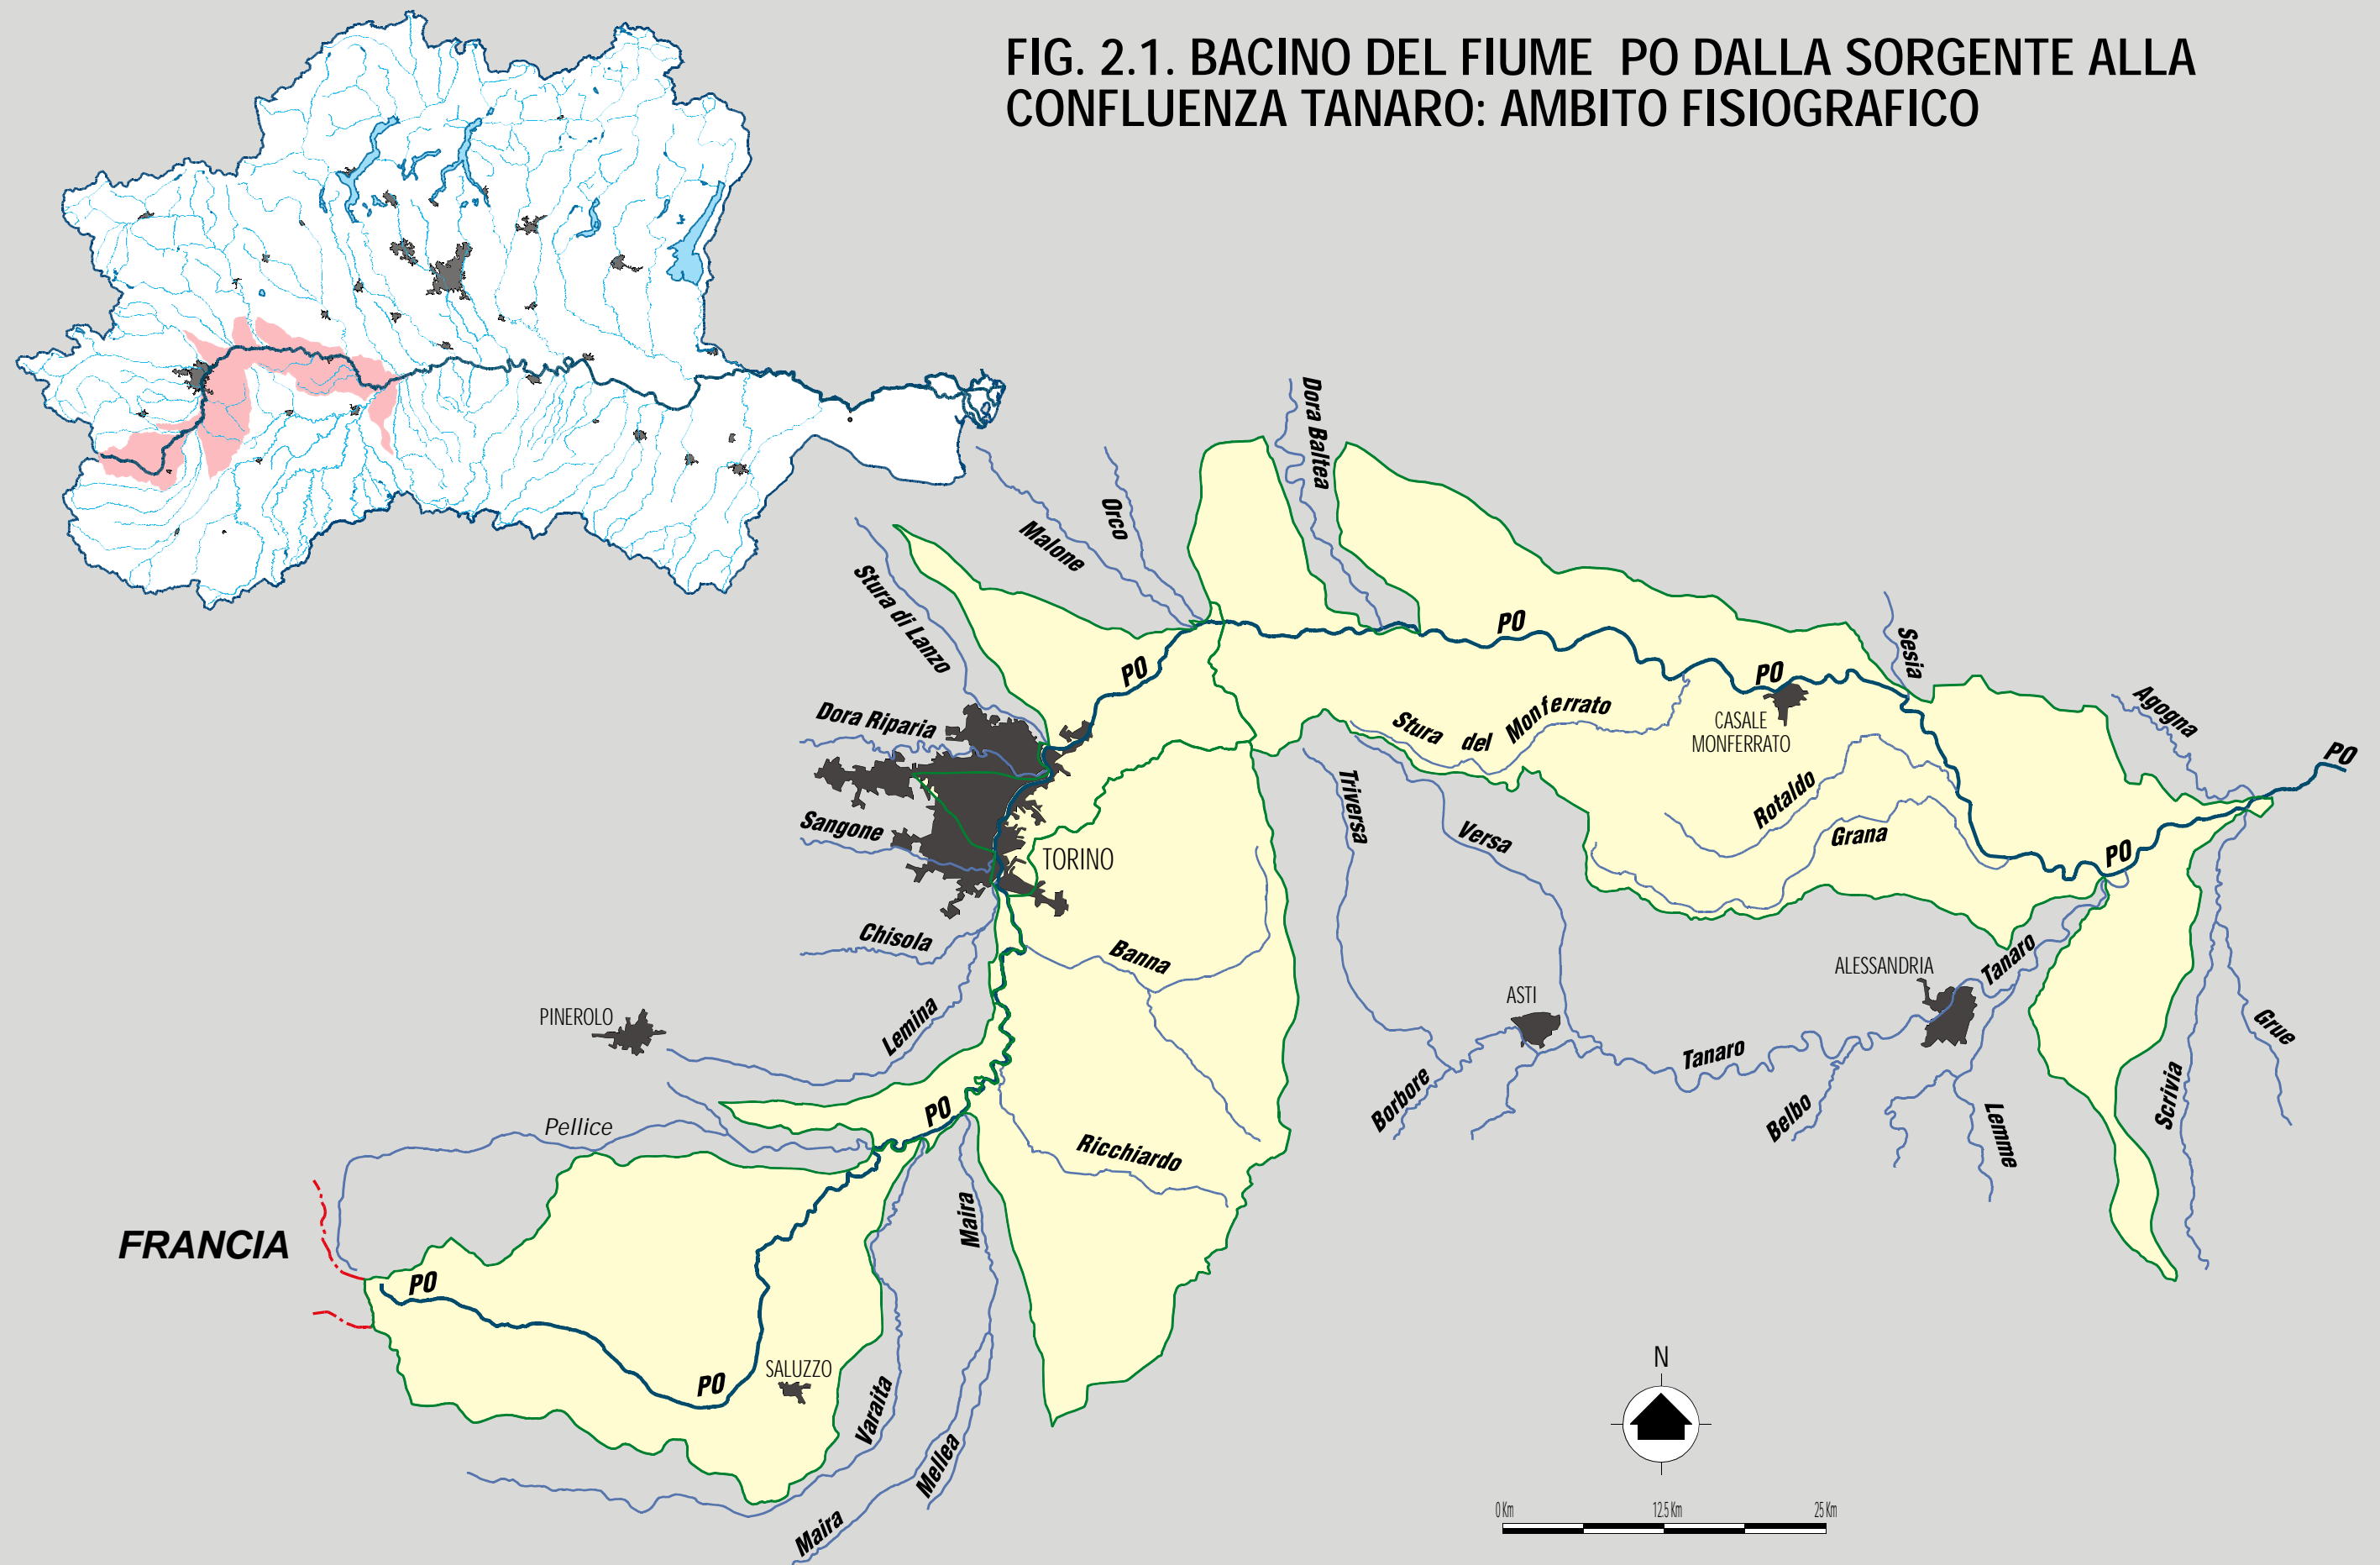 FIG. 2.1. BACINO DEL FIUME PO DALLA SORGENTE ALLA
CONFLUENZA TANARO: AMBITO FISIOGRAFICO
Dora Baltea
Orco
Malone
Stura di Lanzo
PO
PO
Sesia
PO
Agogna
PO
Dora Riparia
Stura del Monferrato
CASALE
MONFERRATO
Triversa
Rotaldo
Sangone
Versa
Grana
TORINO
PO
Chisola
Banna
Tanaro
ALESSANDRIA
ASTI
PINEROLO
Lemina
Grue
Tanaro
Scrivia
Borbore
Belbo
Lemme
PO
Pellice
Ricchiardo
Maira
FRANCIA
PO
PO
SALUZZO
Varaita
Mellea
Maira
N
0 Km
12.5 Km
25 Km